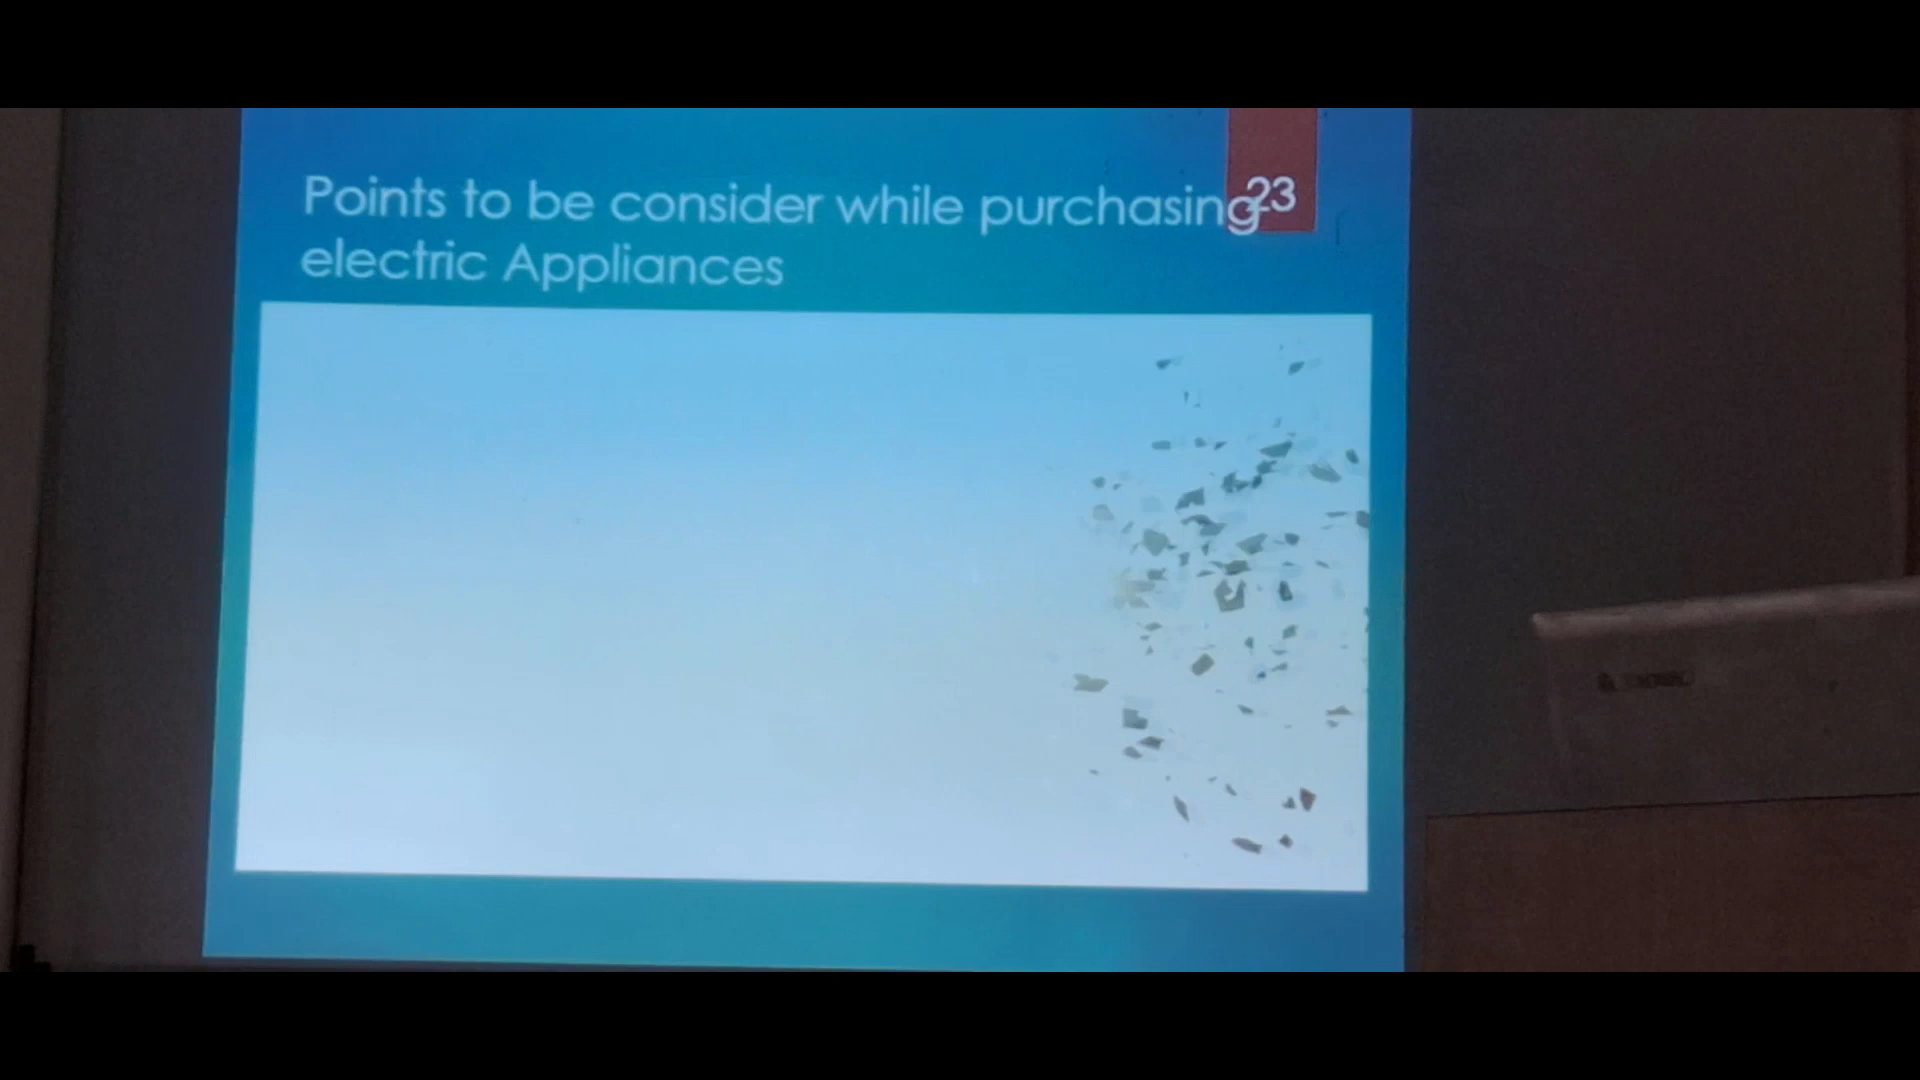 Points to be consider while purchasing
electric Appliances
23